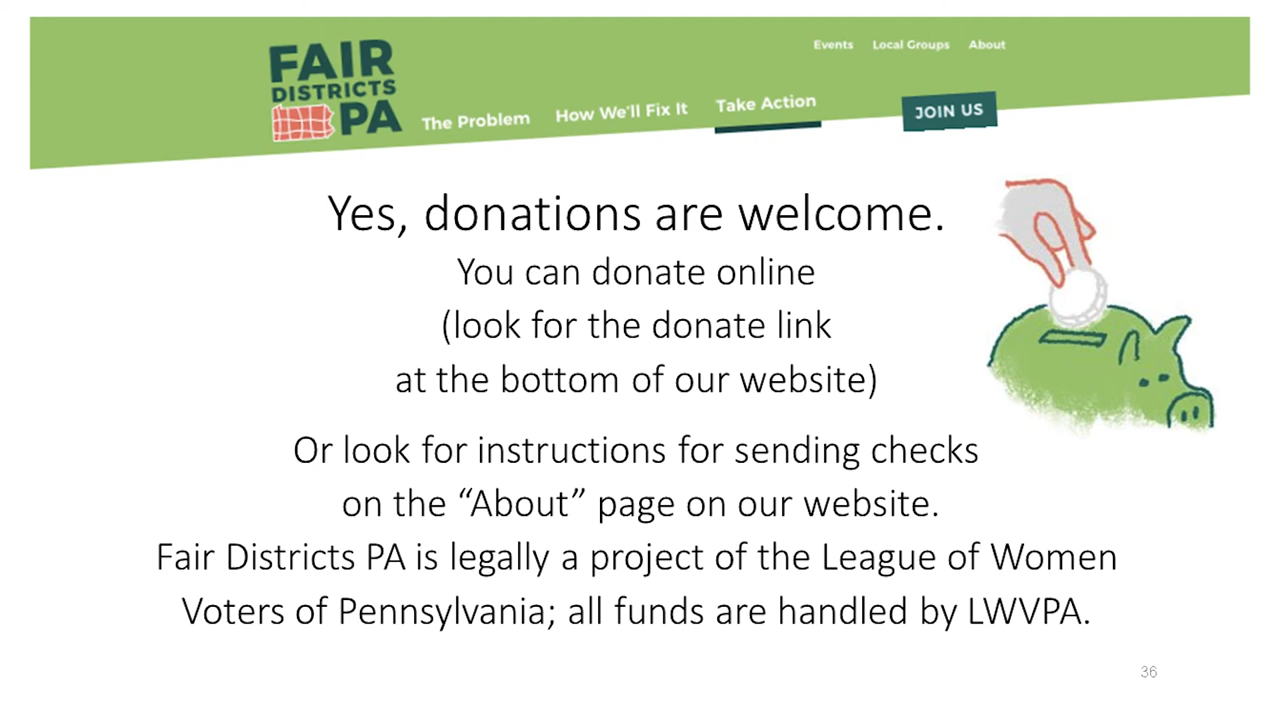 FAIR
DISTRICTS
PA
Events Local Groups About
The Problem How We'll Fix It Take Action JOIN US
Yes, donations are welcome.
You can donate online
(look for the donate link
at the bottom of our website)
Or look for instructions for sending checks
on the “About” page on our website.
Fair Districts PA is legally a project of the League of Women
Voters of Pennsylvania; all funds are handled by LWVPA.
36